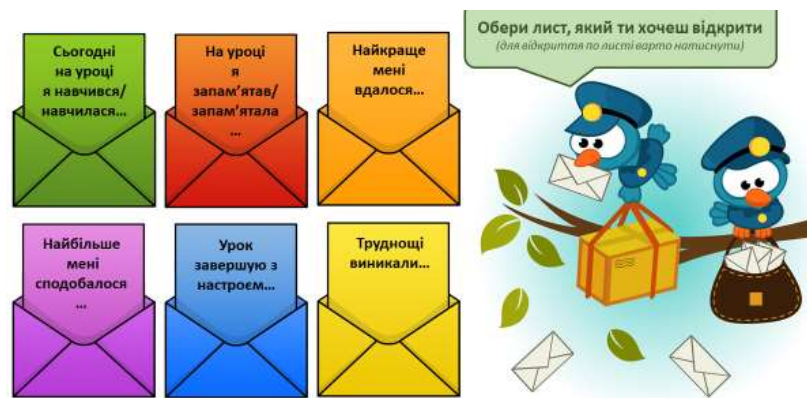 Сьогодні
на уроці
я навчився/
навчилася...
На уроці
я
запам'ятав/
запам'ятала
...
Найкраще
мені
вдалося...
Найбільше
мені
сподобалося
...
Урок
завершую з
настроєм...
Труднощі
виникали...
Обери лист, який ти хочеш відкрити
(для відкриття по листі варто натиснути)